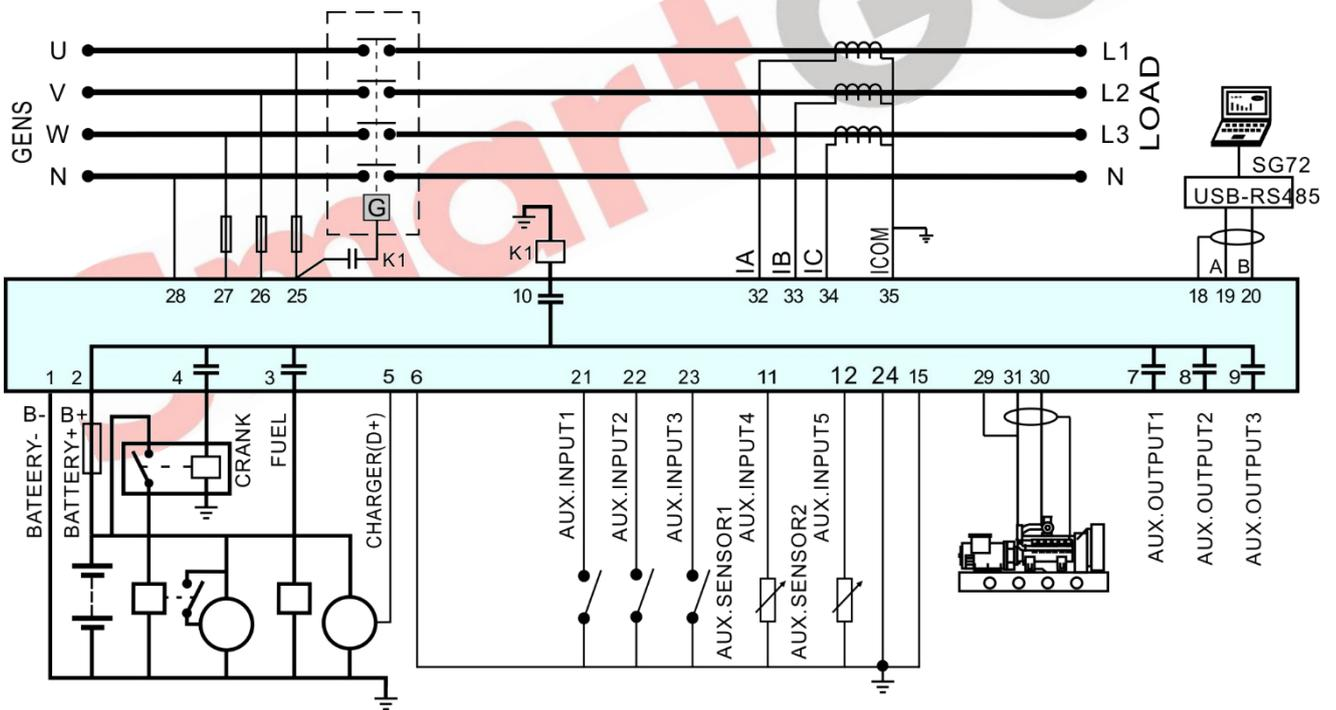 GENS
U
V
W
N
G
K1
K1
L1
L2
L3
N
LOAD
IA
IB
IC
ICOM
SG72
USB-RS485
A B
28 27 26 25 10 32 33 34 35 18 19 20
1 2 4 3 5 6 21 22 23 11 12 24 15 29 31 30 7 8 9
B- B+
BATEERY-
BATTERY+
CRANK
FUEL
CHARGER(D+)
AUX.INPUT1
AUX.INPUT2
AUX.INPUT3
AUX.SENSOR1
AUX.INPUT4
AUX.SENSOR2
AUX.INPUT5
AUX.OUTPUT1
AUX.OUTPUT2
AUX.OUTPUT3
SmartG